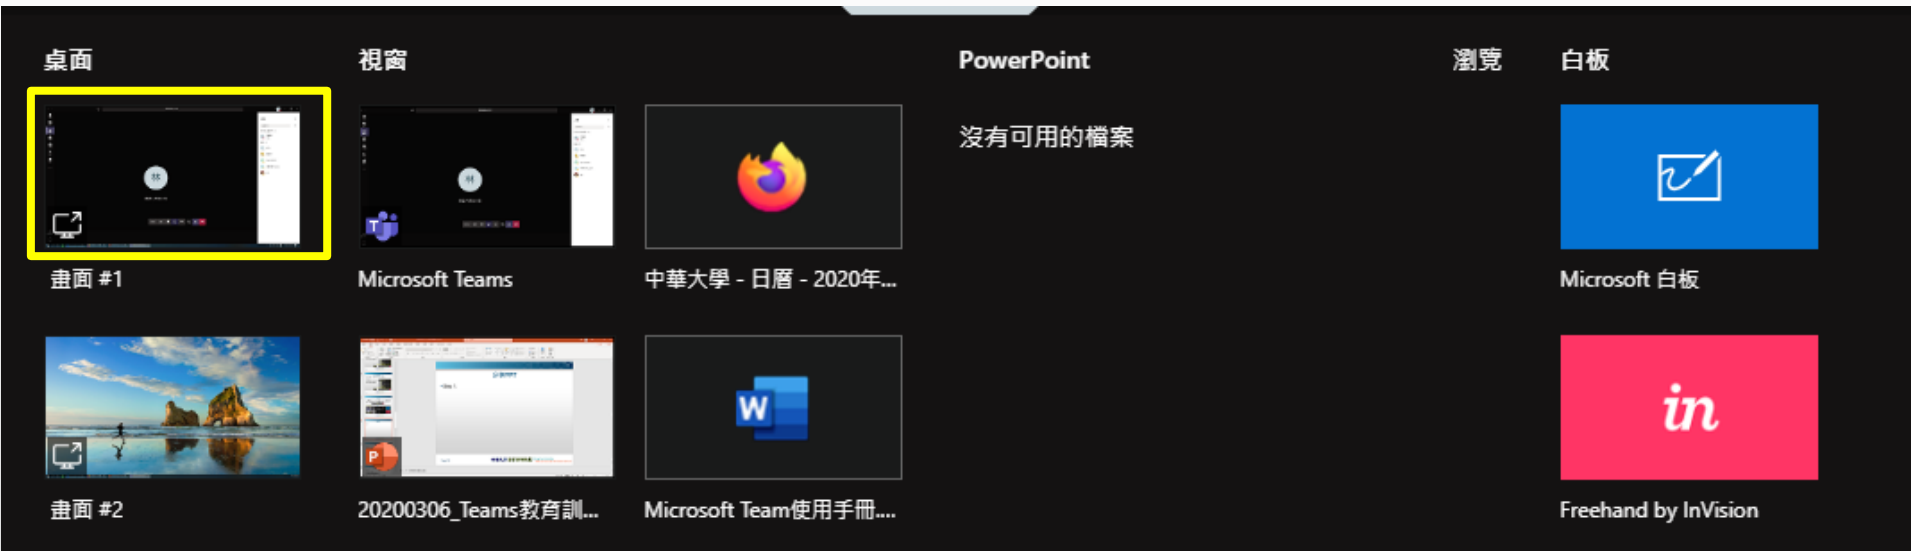 桌面
視窗
PowerPoint
瀏覽
白板
沒有可用的檔案
林
林
畫面 #1
Microsoft Teams
中華大學 - 日曆 - 2020年...
Microsoft 白板
W
P
in
畫面 #2
20200306_Teams教育訓...
Microsoft Team使用手冊....
Freehand by InVision